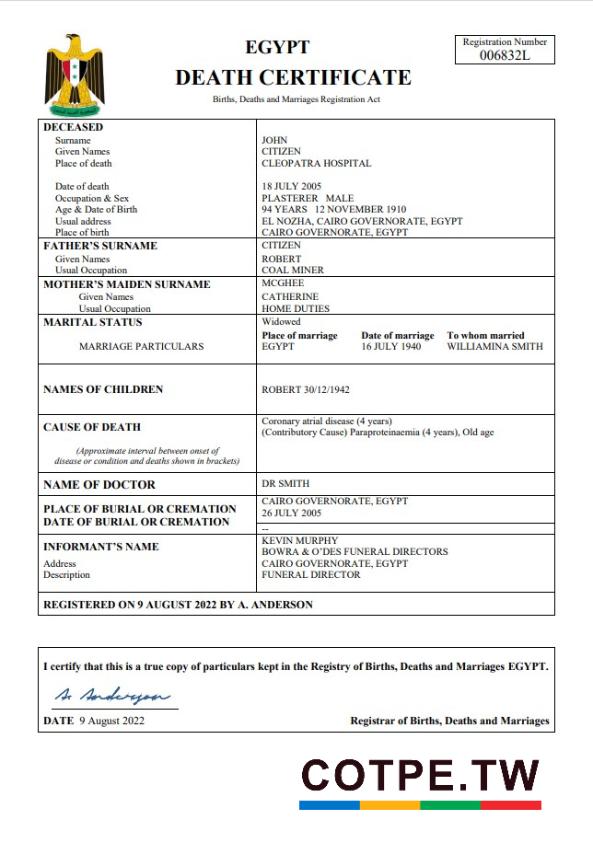 EGYPT
DEATH CERTIFICATE
Births, Deaths and Marriages Registration Act
Registration Number
006832L
DECEASED
Surname JOHN
Given Names CITIZEN
Place of death CLEOPATRA HOSPITAL
Date of death 18 JULY 2005
Occupation & Sex PLASTERER MALE
Age & Date of Birth 94 YEARS 12 NOVEMBER 1910
Usual address EL NOZHA, CAIRO GOVERNORATE, EGYPT
Place of birth CAIRO GOVERNORATE, EGYPT
FATHER'S SURNAME CITIZEN
Given Names ROBERT
Usual Occupation COAL MINER
MOTHER'S MAIDEN SURNAME MCGHEE
Given Names CATHERINE
Usual Occupation HOME DUTIES
MARITAL STATUS Widowed
Place of marriage Date of marriage To whom married
MARRIAGE PARTICULARS EGYPT 16 JULY 1940 WILLIAMINA SMITH
NAMES OF CHILDREN ROBERT 30/12/1942
CAUSE OF DEATH Coronary atrial disease (4 years)
(Contributory Cause) Paraproteinaemia (4 years), Old age
(Approximate interval between onset of
disease or condition and deaths shown in brackets)
NAME OF DOCTOR DR SMITH
PLACE OF BURIAL OR CREMATION CAIRO GOVERNORATE, EGYPT
DATE OF BURIAL OR CREMATION 26 JULY 2005
--
INFORMANT'S NAME KEVIN MURPHY
BOWRA & O'DES FUNERAL DIRECTORS
Address CAIRO GOVERNORATE, EGYPT
Description FUNERAL DIRECTOR
REGISTERED ON 9 AUGUST 2022 BY A. ANDERSON
I certify that this is a true copy of particulars kept in the Registry of Births, Deaths and Marriages EGYPT.
A. Anderson
DATE 9 August 2022 Registrar of Births, Deaths and Marriages
COTPE.TW